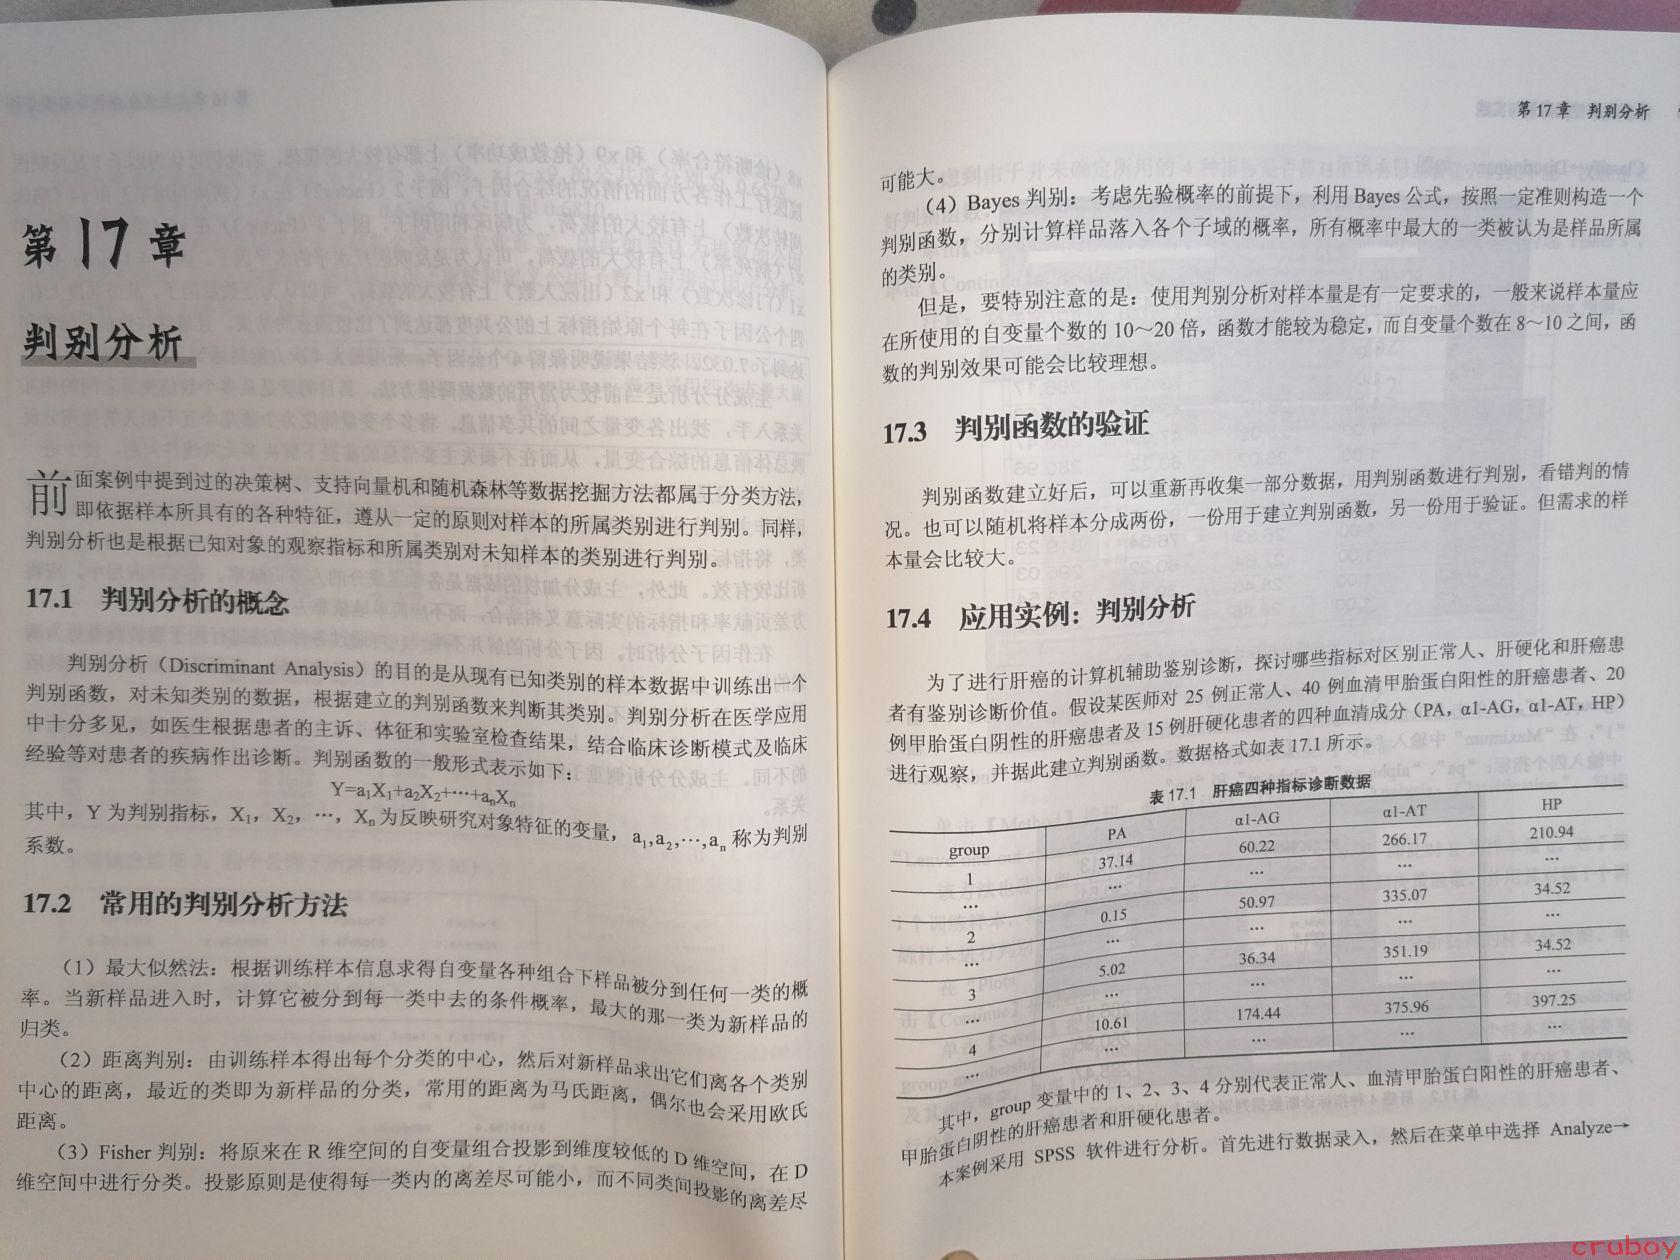 第17章
判别分析
前面案例中提到过的决策树、支持向量机和随机森林等数据挖掘方法都属于分类方法,
即依据样本所具有的各种特征，遵从一定的原则对样本的所属类别进行判别。同样,
判别分析也是根据已知对象的观察指标和所属类别对未知样本的类别进行判别。
17.1 判别分析的概念
判别分析（Discriminant Analysis）的目的是从现有已知类别的样本数据中训练出一个
判别函数，对未知类别的数据，根据建立的判别函数来判断其类别。判别分析在医学应用
中十分多见，如医生根据患者的主诉、体征和实验室检查结果，结合临床诊断模式及临床
经验等对患者的疾病作出诊断。判别函数的一般形式表示如下：
Y=a₁X₁+a₂X₂+···+aₙXₙ
其中，Y 为判别指标，X₁，X₂，···，Xₙ为反映研究对象特征的变量，a₁,a₂,···,aₙ 称为判别
系数。
17.2 常用的判别分析方法
（1）最大似然法：根据训练样本信息求得自变量各种组合下样品被分到任何一类的概
率。当新样品进入时，计算它被分到每一类中去的条件概率，最大的那一类为新样品的
归类。
（2）距离判别：由训练样本得出每个分类的中心，然后对新样品求出它们离各个类别
中心的距离，最近的类即为新样品的分类，常用的距离为马氏距离，偶尔也会采用欧氏
距离。
（3）Fisher 判别：将原来在 R 维空间的自变量组合投影到维度较低的 D 维空间，在 D
维空间中进行分类。投影原则是使得每一类内的离差尽可能小，而不同类间投影的离差尽
第 17 章 判别分析
可能大。
（4）Bayes 判别：考虑先验概率的前提下，利用 Bayes 公式，按照一定准则构造一个
判别函数，分别计算样品落入各个子域的概率，所有概率中最大的一类被认为是样品所属
的类别。
但是，要特别注意的是：使用判别分析对样本量是有一定要求的，一般来说样本量应
在所使用的自变量个数的 10～20 倍，函数才能较为稳定，而自变量个数在 8～10 之间，函
数的判别效果可能会比较理想。
17.3 判别函数的验证
判别函数建立好后，可以重新再收集一部分数据，用判别函数进行判别，看错判的情
况。也可以随机将样本分成两份，一份用于建立判别函数，另一份用于验证。但需求的样
本量会比较大。
17.4 应用实例：判别分析
为了进行肝癌的计算机辅助鉴别诊断，探讨哪些指标对区别正常人、肝硬化和肝癌患
者有鉴别诊断价值。假设某医师对 25 例正常人、40 例血清甲胎蛋白阳性的肝癌患者、20
例甲胎蛋白阴性的肝癌患者及 15 例肝硬化患者的四种血清成分（PA，α1-AG，α1-AT，HP）
进行观察，并据此建立判别函数。数据格式如表 17.1 所示。
表 17.1 肝癌四种指标诊断数据
group PA α1-AG α1-AT HP
1 37.14 60.22 266.17 210.94
··· ··· ··· ··· ···
2 0.15 50.97 335.07 34.52
··· ··· ··· ··· ···
3 5.02 36.34 351.19 34.52
··· ··· ··· ··· ···
4 10.61 174.44 375.96 397.25
··· ··· ··· ··· ···
其中，group 变量中的 1、2、3、4 分别代表正常人、血清甲胎蛋白阳性的肝癌患者、
甲胎蛋白阴性的肝癌患者和肝硬化患者。
本案例采用 SPSS 软件进行分析。首先进行数据录入，然后在菜单中选择 Analyze→
cruboy